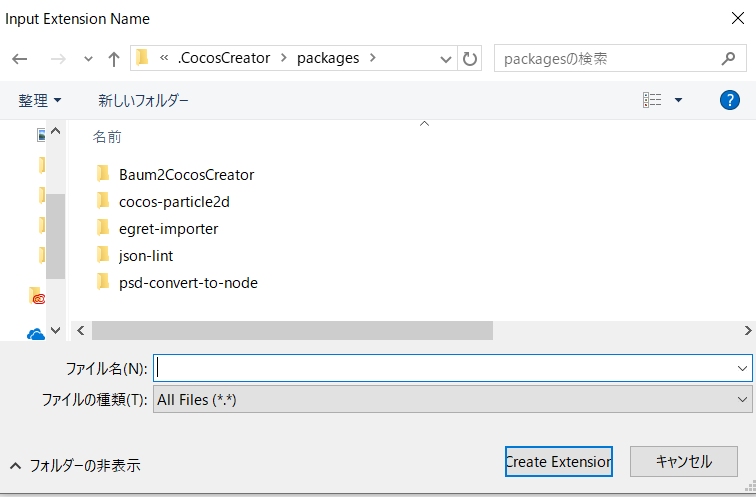 Input Extension Name
« .CocosCreator > packages >
packagesの検索
整理 新しいフォルダー
?
名前
Baum2CocosCreator
cocos-particle2d
egret-importer
json-lint
psd-convert-to-node
ファイル名(N):
ファイルの種類(T): All Files (*.*)
フォルダーの非表示
Create Extension キャンセル